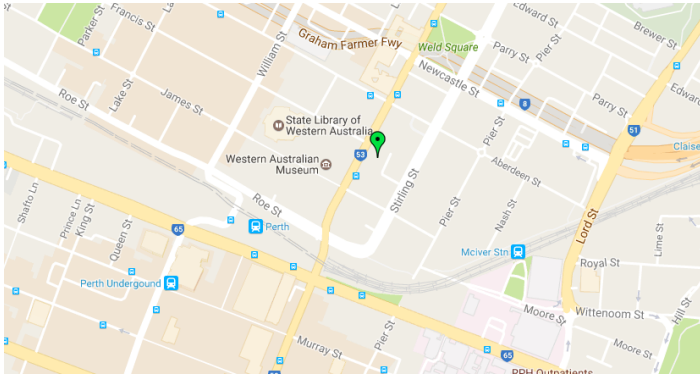 Francis St
Parker St
Lake St
Roe St
James St
William St
Graham Farmer Fwy
Weld Square
Edward St
Pier St
Parry St
Brewer St
Newcastle St
8
Edward
Parry St
51
Claise
State Library of
Western Australia
53
Western Australian
Museum
Pier St
Aberdeen St
Stirling St
Pier St
Nash St
Lord St
Shafto Ln
Prince Ln
King St
Queen St
65
Roe St
Perth
Perth Undergound
McIver Stn
Lime St
Royal St
Moore St
Wittenoom St
Hill St
Moore St
Pier St
Murray St
65
RPH Outpatients